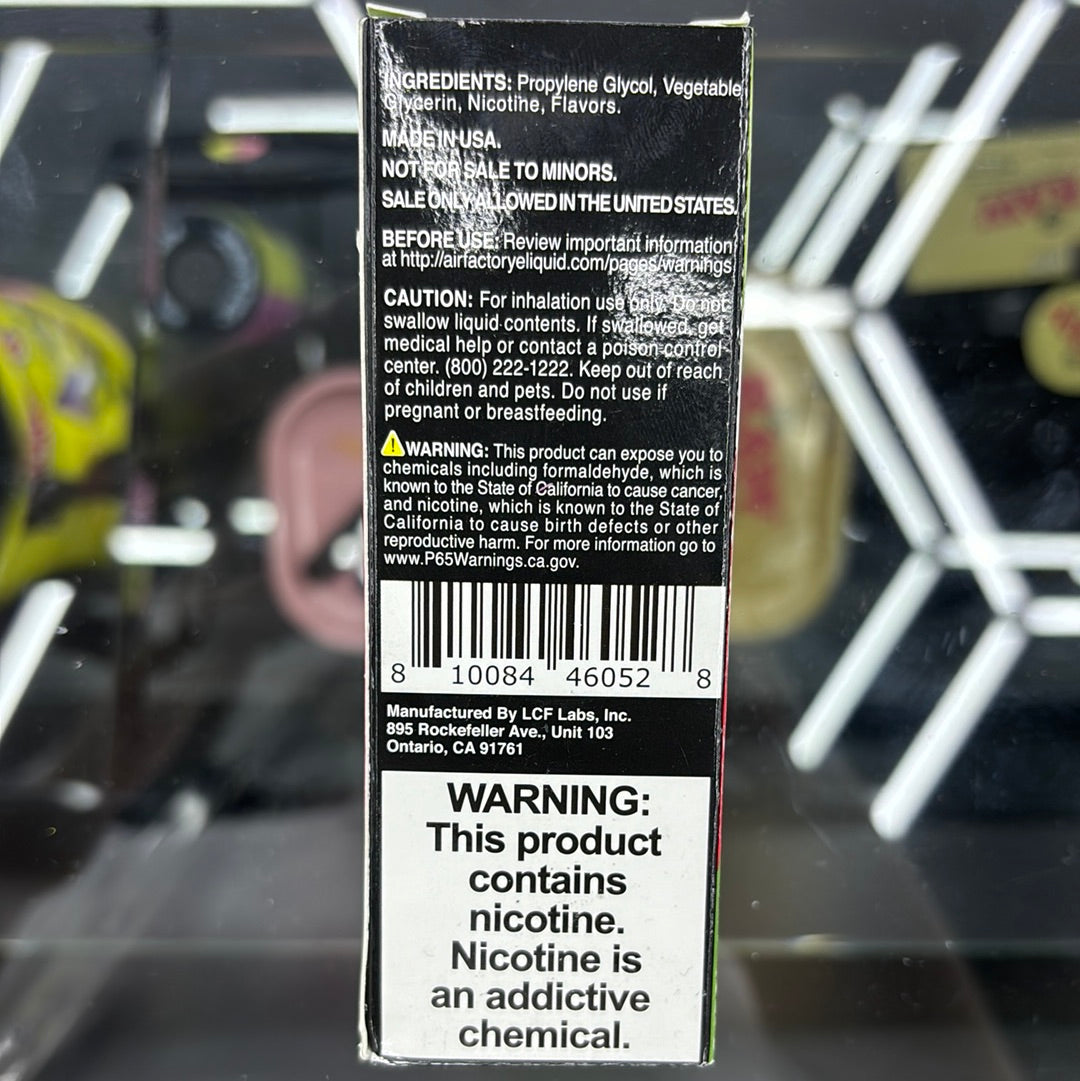 INGREDIENTS: Propylene Glycol, Vegetable
Glycerin, Nicotine, Flavors.
MADE IN USA.
NOT FOR SALE TO MINORS.
SALE ONLY ALLOWED IN THE UNITED STATES.
BEFORE USE: Review important information
at http://airfactoryeliquid.com/pages/warnings
CAUTION: For inhalation use only. Do not
swallow liquid contents. If swallowed, get
medical help or contact a poison control
center. (800) 222-1222. Keep out of reach
of children and pets. Do not use if
pregnant or breastfeeding.
WARNING: This product can expose you to
chemicals including formaldehyde, which is
known to the State of California to cause cancer,
and nicotine, which is known to the State of
California to cause birth defects or other
reproductive harm. For more information go to
www.P65Warnings.ca.gov.
8 10084 46052 8
Manufactured By LCF Labs, Inc.
895 Rockefeller Ave., Unit 103
Ontario, CA 91761
WARNING:
This product
contains
nicotine.
Nicotine is
an addictive
chemical.